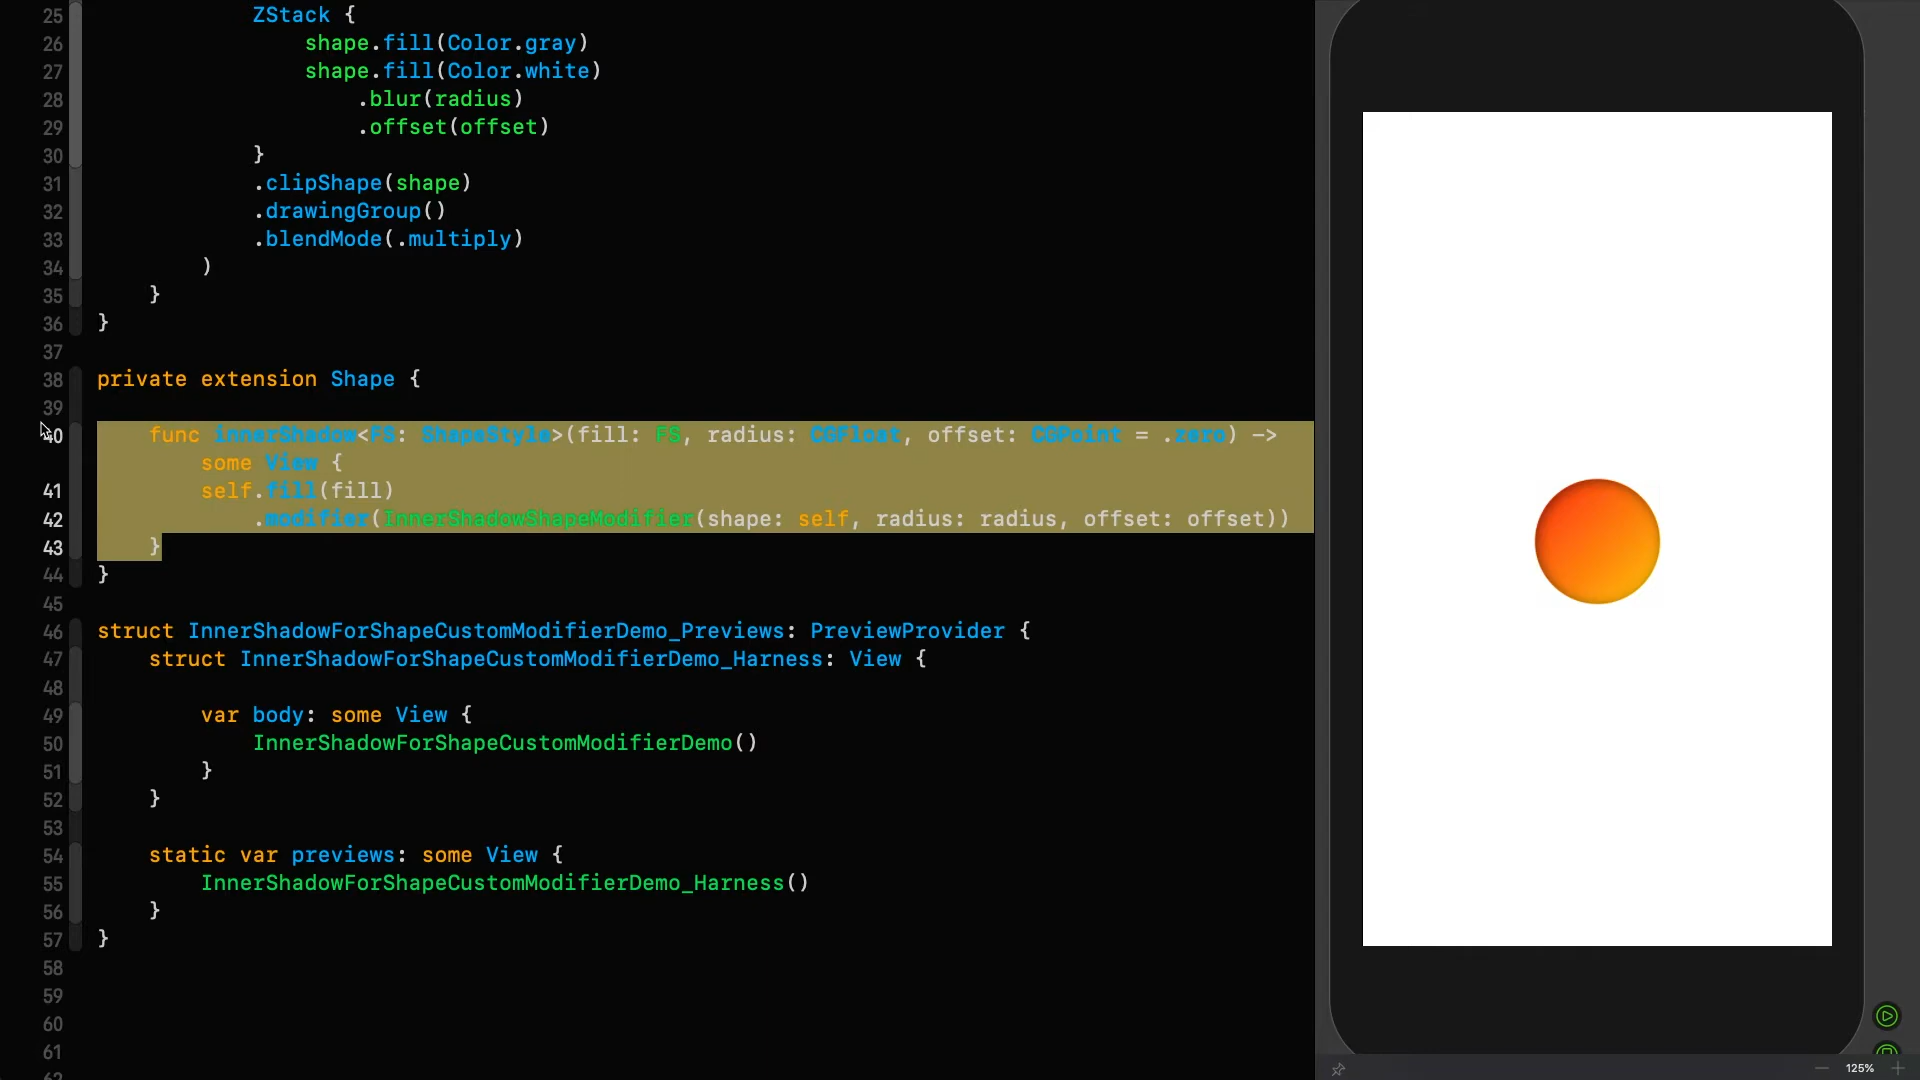 25 ZStack {
26 shape.fill(Color.gray)
27 shape.fill(Color.white)
28 .blur(radius)
29 .offset(offset)
30 }
31 .clipShape(shape)
32 .drawingGroup()
33 .blendMode(.multiply)
34 )
35 }
36 }
37
38 private extension Shape {
39
40 func innerShadow<FS: ShapeStyle>(fill: FS, radius: CGFloat, offset: CGPoint = .zero) ->
some View {
41 self.fill(fill)
42 .modifier(InnerShadowShapeModifier(shape: self, radius: radius, offset: offset))
43 }
44 }
45
46 struct InnerShadowForShapeCustomModifierDemo_Previews: PreviewProvider {
47 struct InnerShadowForShapeCustomModifierDemo_Harness: View {
48
49 var body: some View {
50 InnerShadowForShapeCustomModifierDemo()
51 }
52 }
53
54 static var previews: some View {
55 InnerShadowForShapeCustomModifierDemo_Harness()
56 }
57 }
58
59
60
61
62
125%